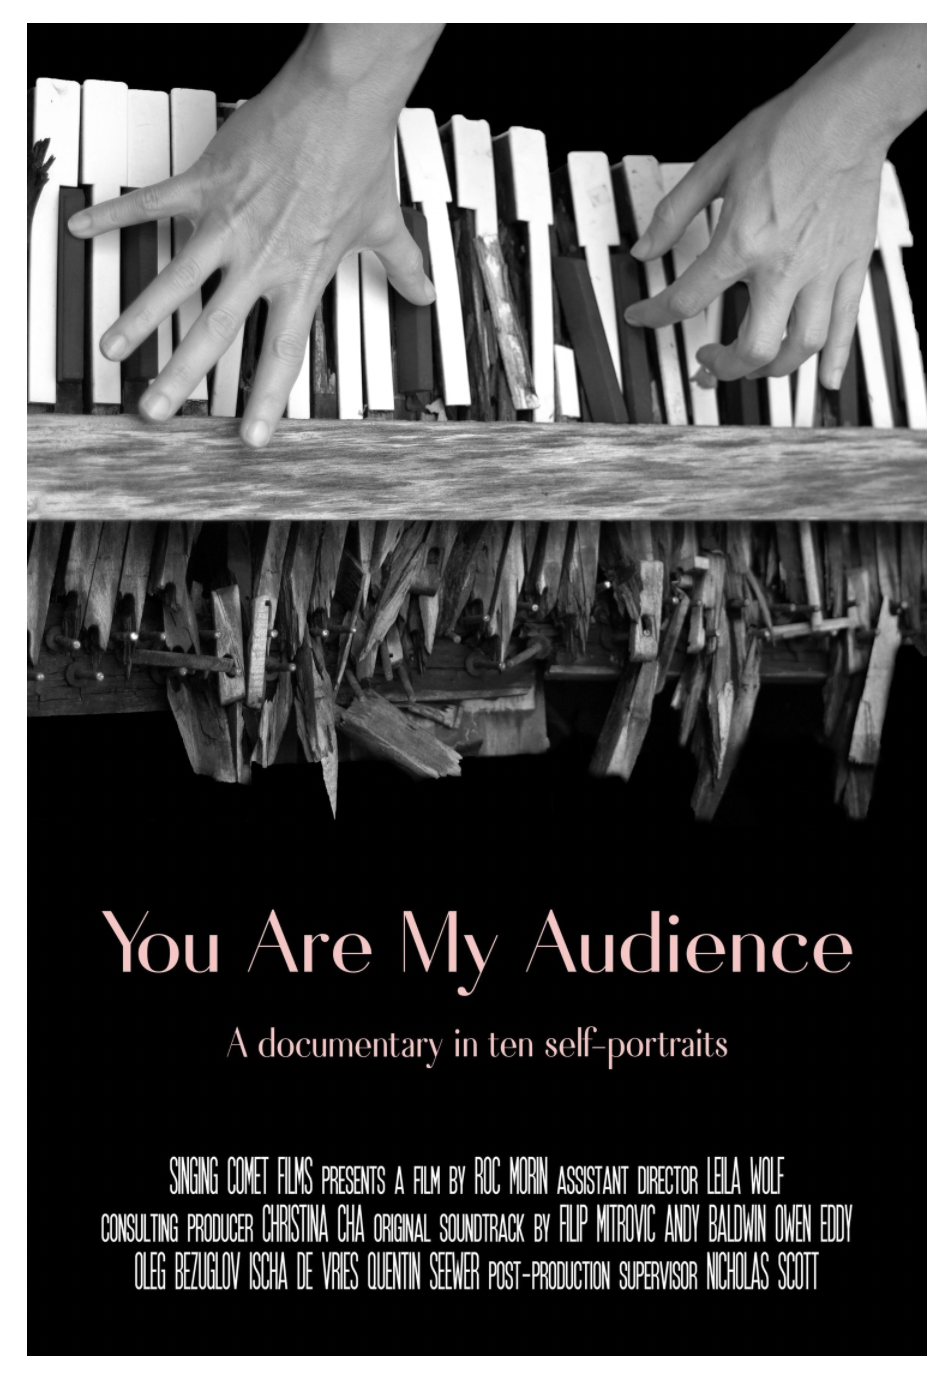 You Are My Audience
A documentary in ten self-portraits
SINGING COMET FILMS PRESENTS A FILM BY ROC MORIN ASSISTANT DIRECTOR LEILA WOLF
CONSULTING PRODUCER CHRISTINA CHA ORIGINAL SOUNDTRACK BY FILIP MITROVIC ANDY BALDWIN OWEN EDDY
OLEG BEZUGLOV ISCHA DE VRIES QUENTIN SEEWER POST-PRODUCTION SUPERVISOR NICHOLAS SCOTT